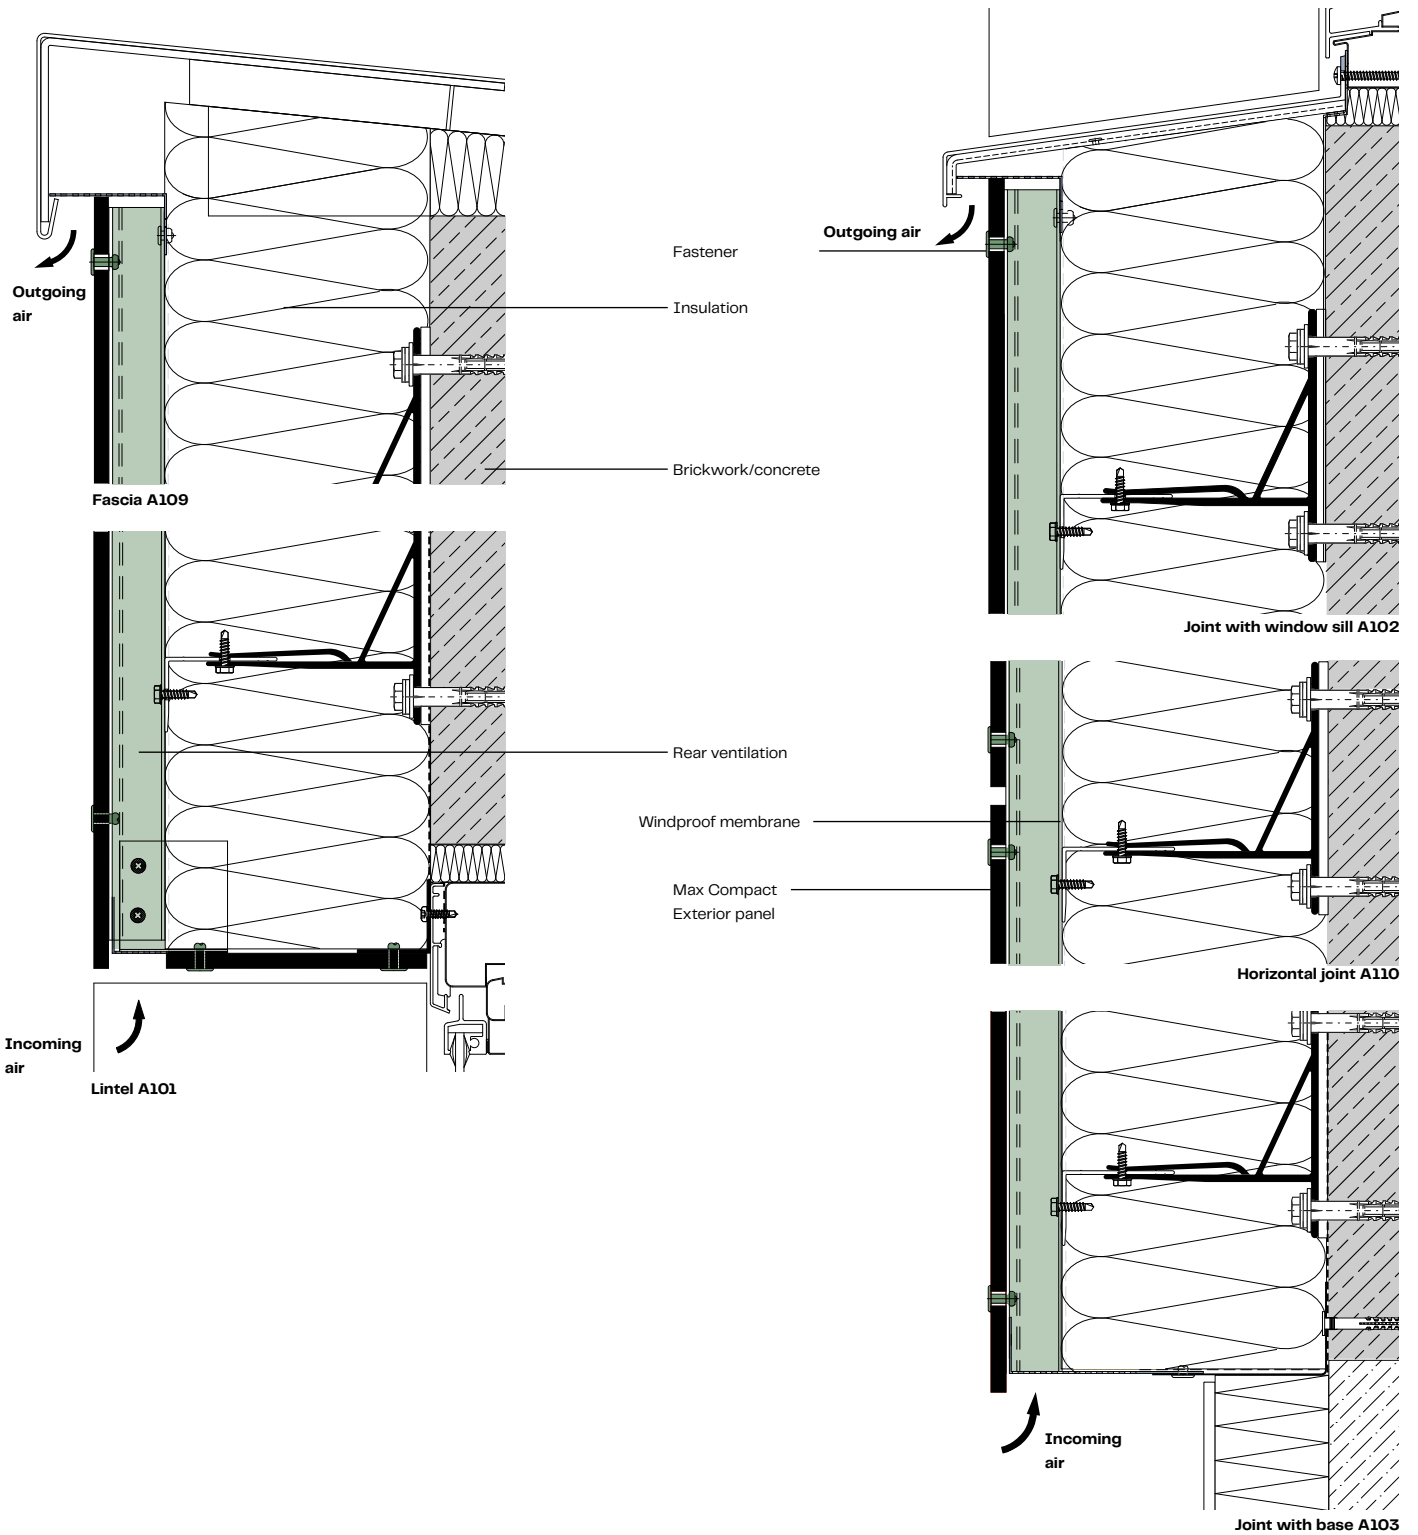 Outgoing air
Fastener
Outgoing
air
Insulation
Brickwork/concrete
Fascia A109
Joint with window sill A102
Rear ventilation
Windproof membrane
Max Compact
Exterior panel
Horizontal joint A110
Incoming
air
Lintel A101
Incoming
air
Joint with base A103